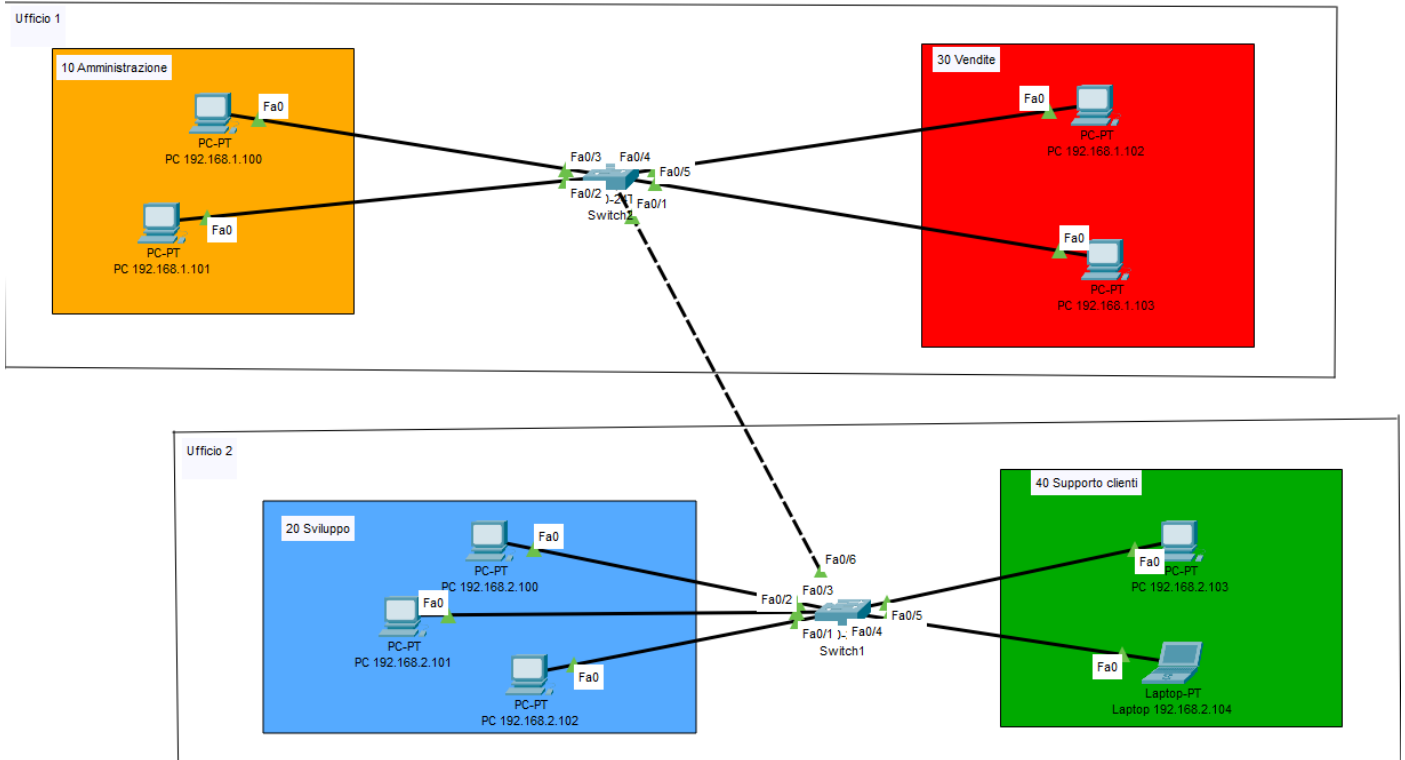 Ufficio 1
10 Amministrazione
Fa0
PC-PT
PC 192.168.1.100
Fa0
PC-PT
PC 192.168.1.101
Fa0/3
Fa0/4
Fa0/5
Fa0/2
Fa0/1
Switch2
30 Vendite
Fa0
PC-PT
PC 192.168.1.102
Fa0
PC-PT
PC 192.168.1.103
Ufficio 2
20 Sviluppo
Fa0
PC-PT
PC 192.168.2.100
Fa0
PC-PT
PC 192.168.2.101
Fa0
PC-PT
PC 192.168.2.102
Fa0/6
Fa0/3
Fa0/2
Fa0/5
Fa0/1
Fa0/4
Switch1
40 Supporto clienti
Fa0
PC-PT
PC 192.168.2.103
Fa0
Laptop-PT
Laptop 192.168.2.104